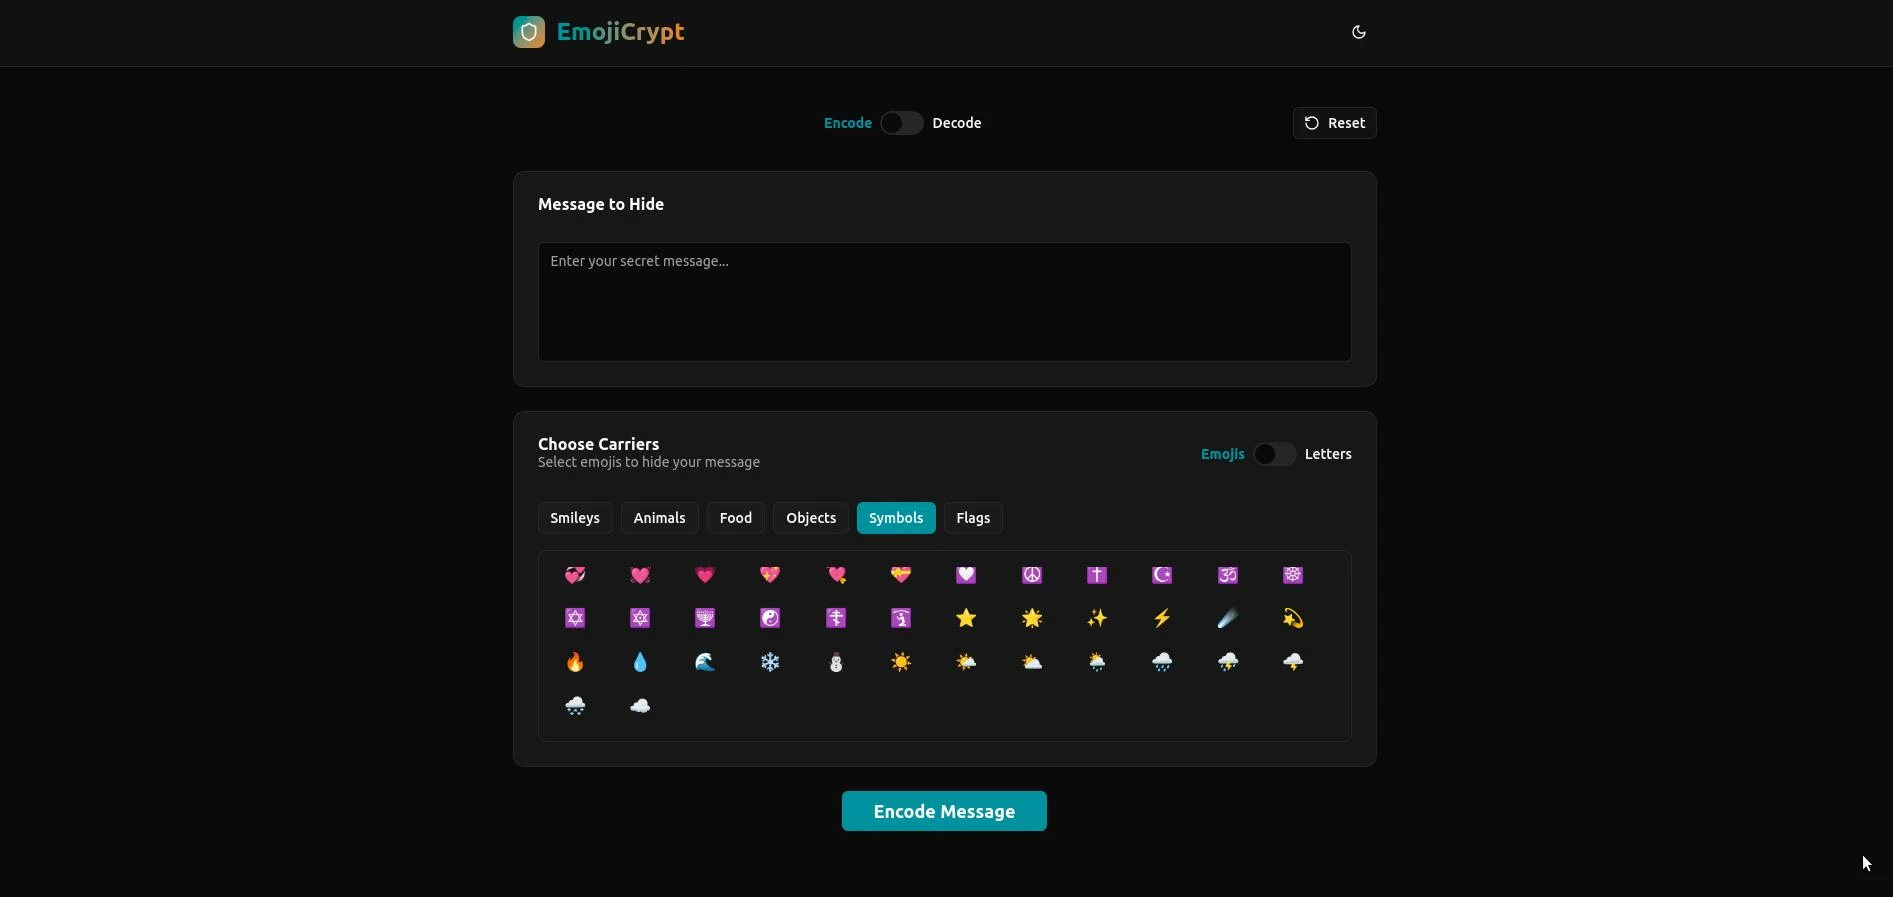 EmojiCrypt
Encode Decode
Reset
Message to Hide
Enter your secret message...
Choose Carriers
Select emojis to hide your message
Emojis Letters
Smileys Animals Food Objects Symbols Flags
Encode Message